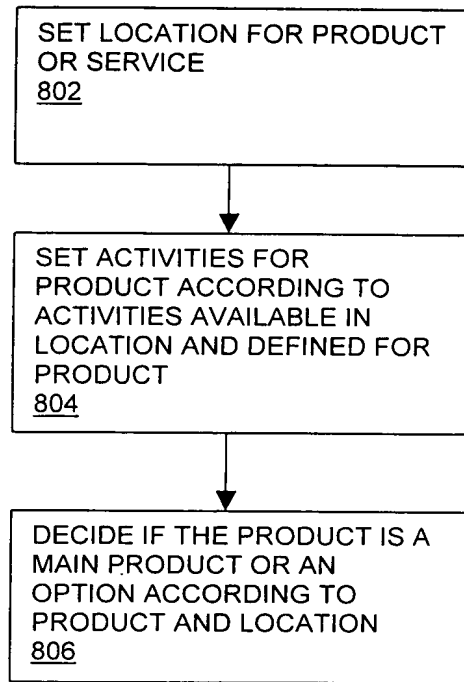 SET LOCATION FOR PRODUCT
OR SERVICE
802
SET ACTIVITIES FOR
PRODUCT ACCORDING TO
ACTIVITIES AVAILABLE IN
LOCATION AND DEFINED FOR
PRODUCT
804
DECIDE IF THE PRODUCT IS A
MAIN PRODUCT OR AN
OPTION ACCORDING TO
PRODUCT AND LOCATION
806